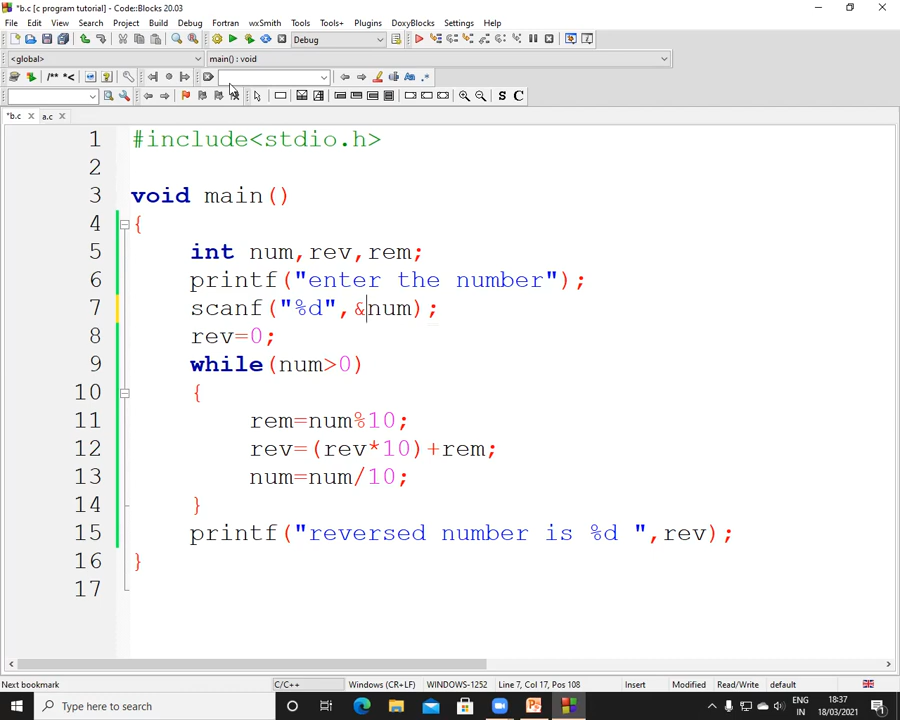 *b.c [c program tutorial] - Code::Blocks 20.03
File Edit View Search Project Build Debug Fortran wxSmith Tools Tools+ Plugins DoxyBlocks Settings Help
Debug
<global> main() : void
/** *<
S C
*b.c a.c
1 #include<stdio.h>
2
3 void main()
4 {
5 int num,rev,rem;
6 printf("enter the number");
7 scanf("%d",&num);
8 rev=0;
9 while(num>0)
10 {
11 rem=num%10;
12 rev=(rev*10)+rem;
13 num=num/10;
14 }
15 printf("reversed number is %d ",rev);
16 }
17
Next bookmark C/C++ Windows (CR+LF) WINDOWS-1252 Line 7, Col 17, Pos 108 Insert Modified Read/Write default
Type here to search ENG 18:37
IN 18/03/2021